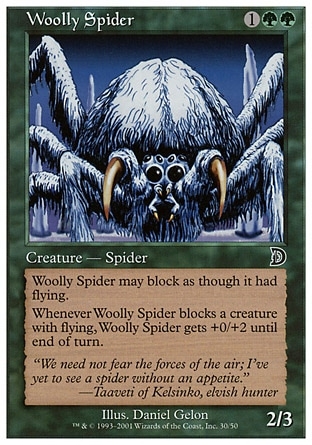 Woolly Spider 1
Creature — Spider
Woolly Spider may block as though it had
flying.
Whenever Woolly Spider blocks a creature
with flying, Woolly Spider gets +0/+2 until
end of turn.
“We need not fear the forces of the air; I’ve
yet to see a spider without an appetite.”
—Taaveti of Kelsinko, elvish hunter
Illus. Daniel Gelon
2/3
™ & © 1993-2001 Wizards of the Coast, Inc. 30/50